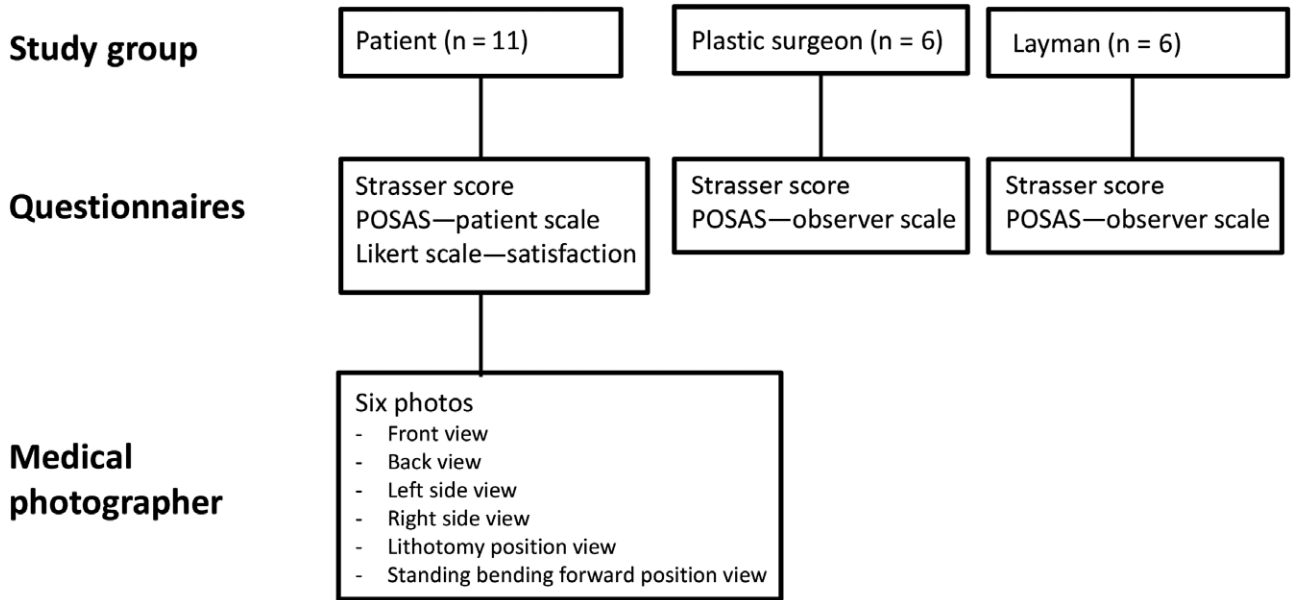 Study group
Patient (n = 11)
Plastic surgeon (n = 6)
Layman (n = 6)
Questionnaires
Strasser score
POSAS—patient scale
Likert scale—satisfaction
Strasser score
POSAS—observer scale
Strasser score
POSAS—observer scale
Medical
photographer
Six photos
- Front view
- Back view
- Left side view
- Right side view
- Lithotomy position view
- Standing bending forward position view